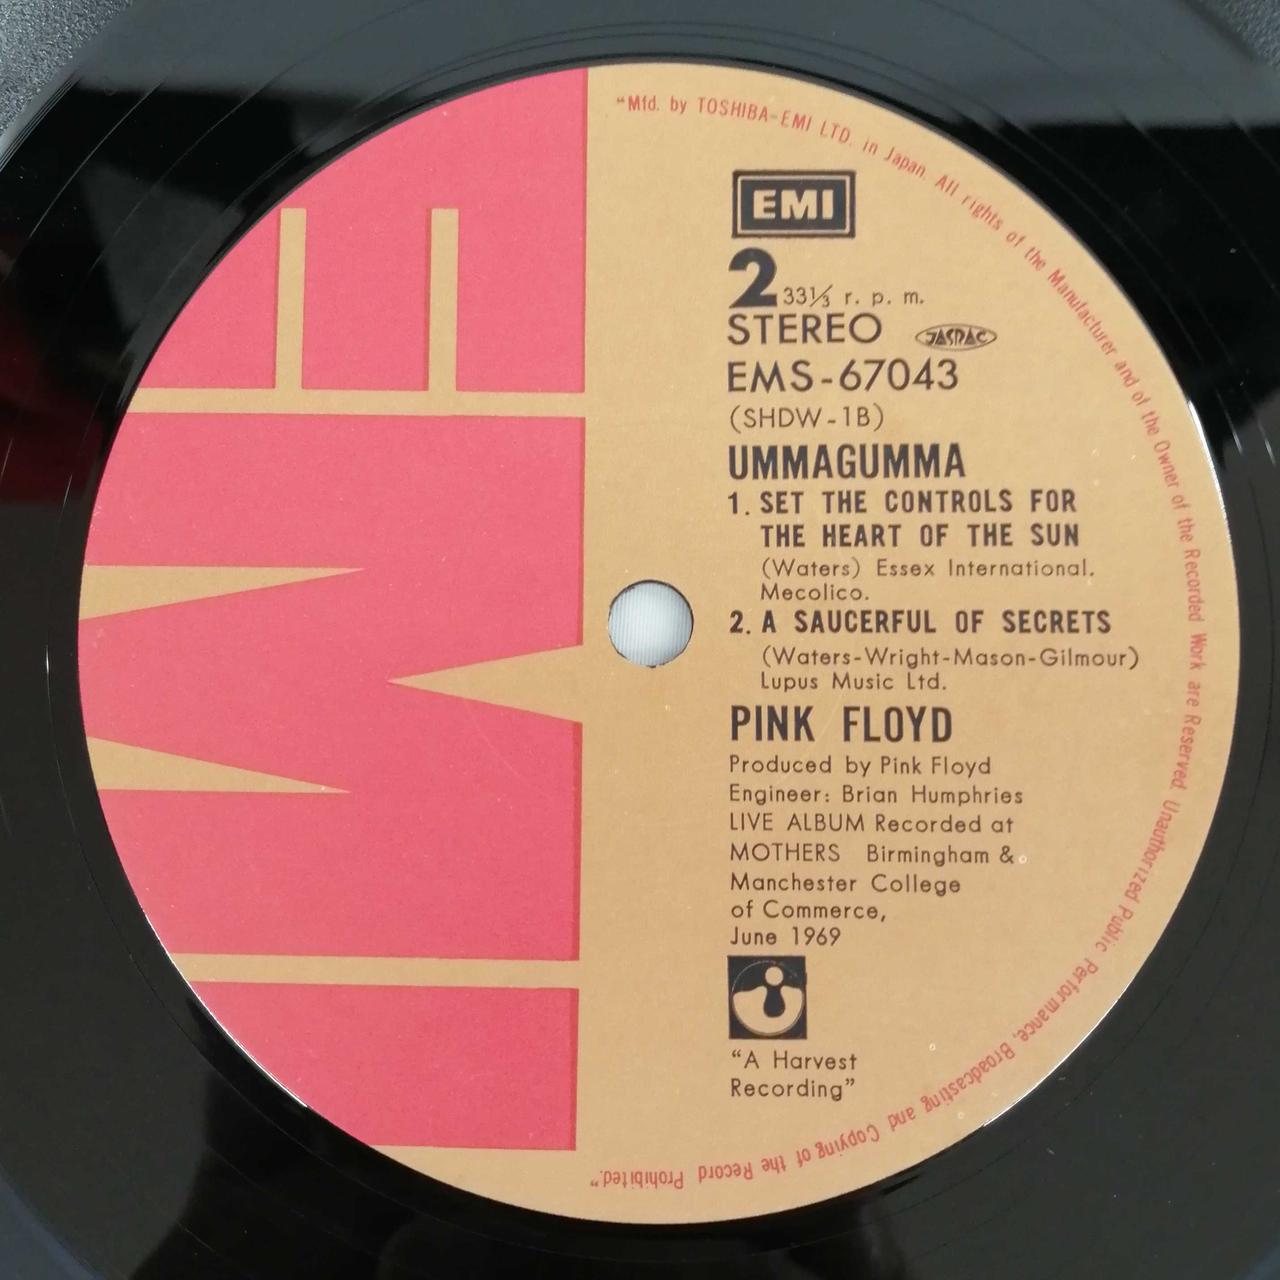 "Mfd. by TOSHIBA-EMI LTD. in Japan. All rights of the Manufacturer and of the Owner of the Recorded Work are Reserved. Unauthorized Public Performance, Broadcasting and Copying of the Record Prohibited."
EMI
EMI
2 33⅓ r. p. m.
STEREO JASRAC
EMS-67043
(SHDW-1B)
UMMAGUMMA
1. SET THE CONTROLS FOR
THE HEART OF THE SUN
(Waters) Essex International.
Mecolico.
2. A SAUCERFUL OF SECRETS
(Waters-Wright-Mason-Gilmour)
Lupus Music Ltd.
PINK FLOYD
Produced by Pink Floyd
Engineer: Brian Humphries
LIVE ALBUM Recorded at
MOTHERS Birmingham &
Manchester College
of Commerce,
June 1969
"A Harvest
Recording"